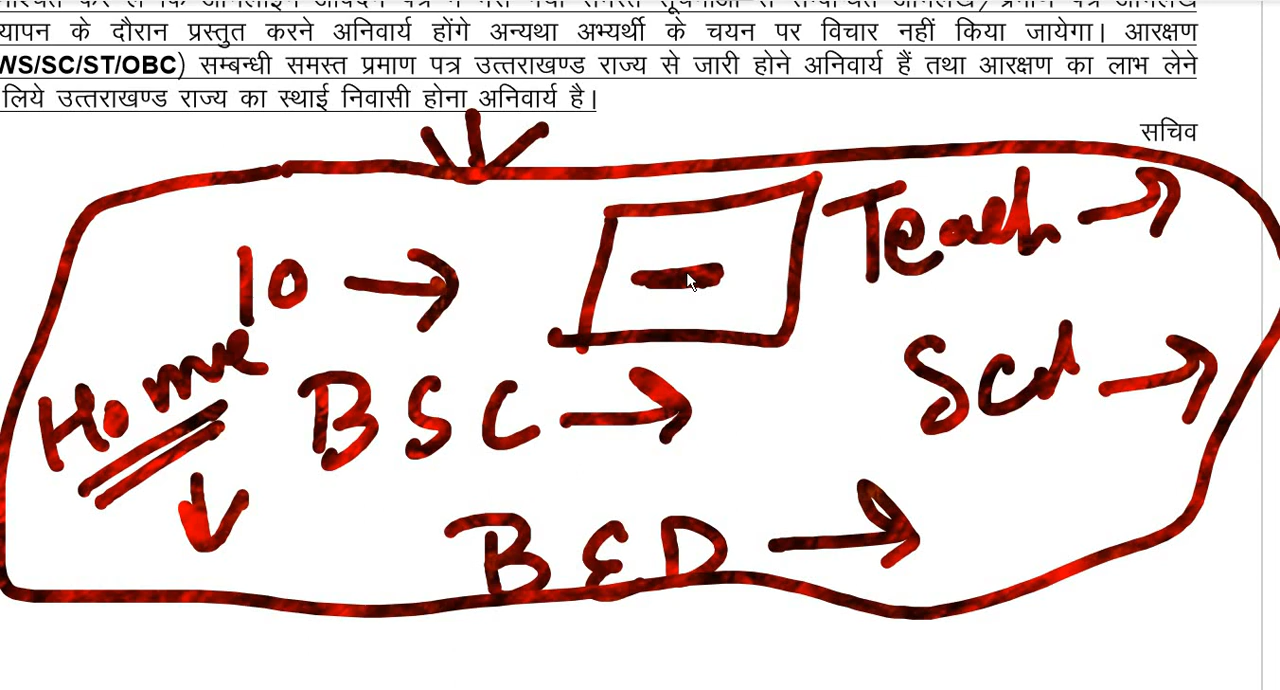 यापन के दौरान प्रस्तुत करने अनिवार्य होंगे अन्यथा अभ्यर्थी के चयन पर विचार नहीं किया जायेगा। आरक्षण
WS/SC/ST/OBC) सम्बन्धी समस्त प्रमाण पत्र उत्तराखण्ड राज्य से जारी होने अनिवार्य हैं तथा आरक्षण का लाभ लेने
लिये उत्तराखण्ड राज्य का स्थाई निवासी होना अनिवार्य है।
सचिव
Teach
10
Home
BSC
BED